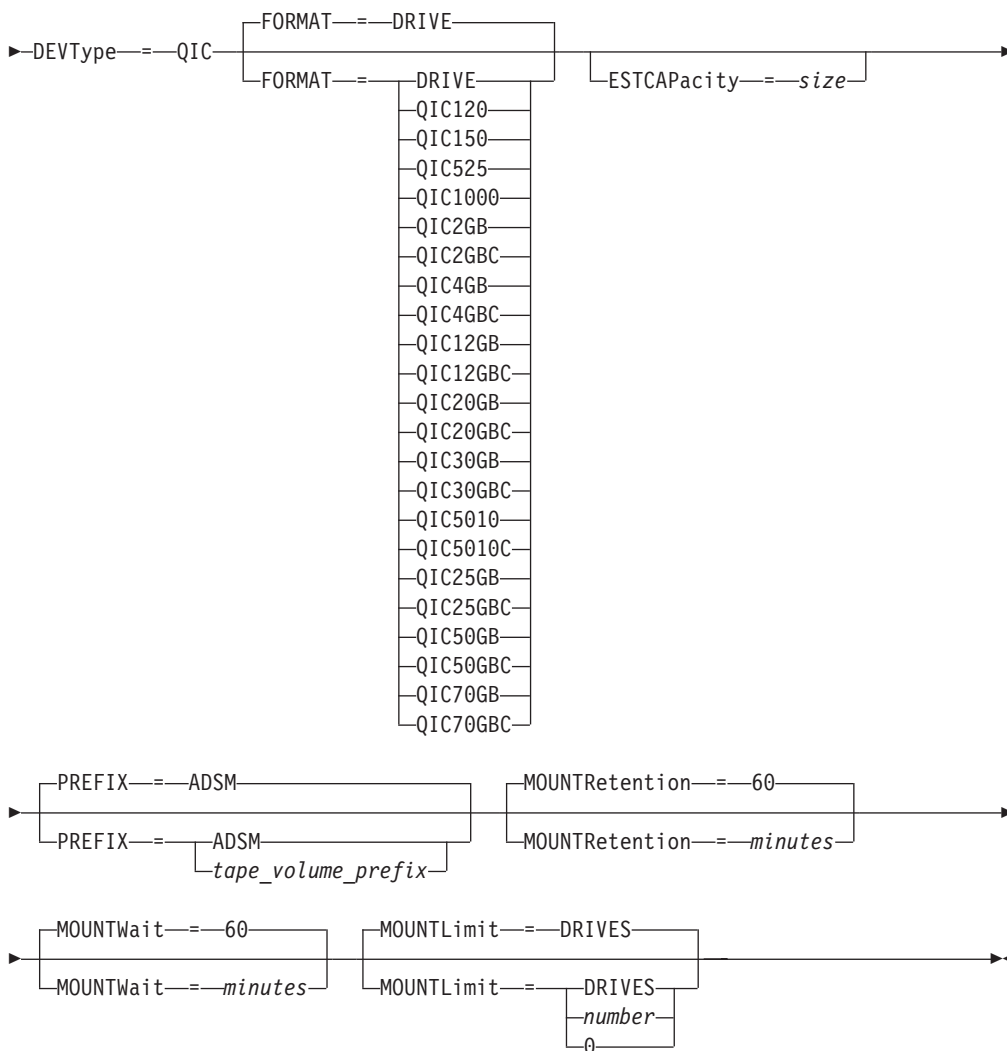 FORMAT = DRIVE
DEVType = QIC
FORMAT = DRIVE
ESTCAPacity = size
QIC120
QIC150
QIC525
QIC1000
QIC2GB
QIC2GBC
QIC4GB
QIC4GBC
QIC12GB
QIC12GBC
QIC20GB
QIC20GBC
QIC30GB
QIC30GBC
QIC5010
QIC5010C
QIC25GB
QIC25GBC
QIC50GB
QIC50GBC
QIC70GB
QIC70GBC
PREFIX = ADSM MOUNTRetention = 60
PREFIX = ADSM MOUNTRetention = minutes
tape_volume_prefix
MOUNTWait = 60 MOUNTLimit = DRIVES
MOUNTWait = minutes MOUNTLimit = DRIVES
number
0